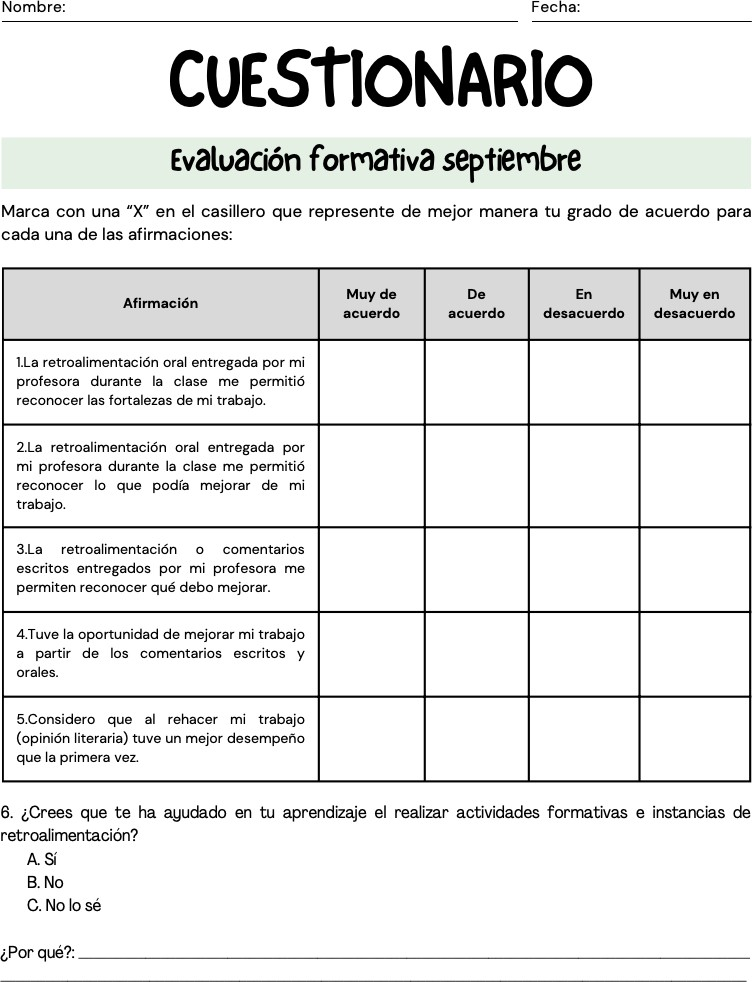 Nombre: Fecha:
CUESTIONARIO
Evaluación formativa septiembre
Marca con una “X” en el casillero que represente de mejor manera tu grado de acuerdo para
cada una de las afirmaciones:
Afirmación
Muy de
acuerdo
De
acuerdo
En
desacuerdo
Muy en
desacuerdo
1.La retroalimentación oral entregada por mi
profesora durante la clase me permitió
reconocer las fortalezas de mi trabajo.
2.La retroalimentación oral entregada por
mi profesora durante la clase me permitió
reconocer lo que podía mejorar de mi
trabajo.
3.La retroalimentación o comentarios
escritos entregados por mi profesora me
permiten reconocer qué debo mejorar.
4.Tuve la oportunidad de mejorar mi trabajo
a partir de los comentarios escritos y
orales.
5.Considero que al rehacer mi trabajo
(opinión literaria) tuve un mejor desempeño
que la primera vez.
6. ¿Crees que te ha ayudado en tu aprendizaje el realizar actividades formativas e instancias de
retroalimentación?
A. Sí
B. No
C. No lo sé
¿Por qué?: